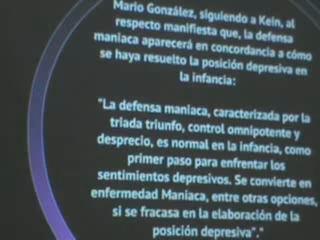 Mario González, siguiendo a Kein, al
respecto manifiesta que, la defensa
maniaca aparecerá en concordancia a cómo
se haya resuelto la posición depresiva en
la infancia:
"La defensa maniaca, caracterizada por la
triada triunfo, control omnipotente y
desprecio, es normal en la infancia, como
primer paso para enfrentar los
sentimientos depresivos. Se convierte en
enfermedad Maniaca, entre otras opciones,
si se fracasa en la elaboración de la
posición depresiva"."